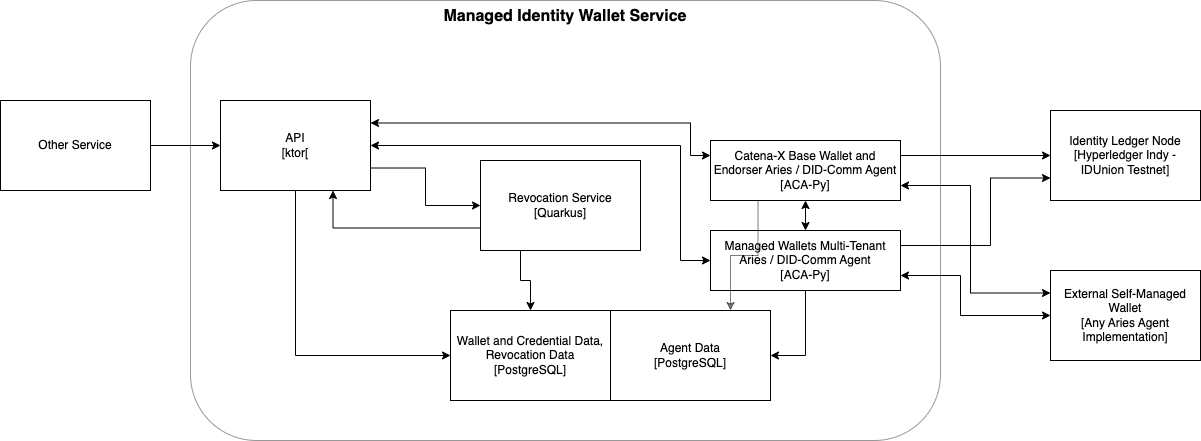 Managed Identity Wallet Service
Other Service
API
[ktor[
Revocation Service
[Quarkus]
Catena-X Base Wallet and
Endorser Aries / DID-Comm Agent
[ACA-Py]
Managed Wallets Multi-Tenant
Aries / DID-Comm Agent
[ACA-Py]
Identity Ledger Node
[Hyperledger Indy -
IDUnion Testnet]
External Self-Managed
Wallet
[Any Aries Agent
Implementation]
Wallet and Credential Data,
Revocation Data
[PostgreSQL]
Agent Data
[PostgreSQL]